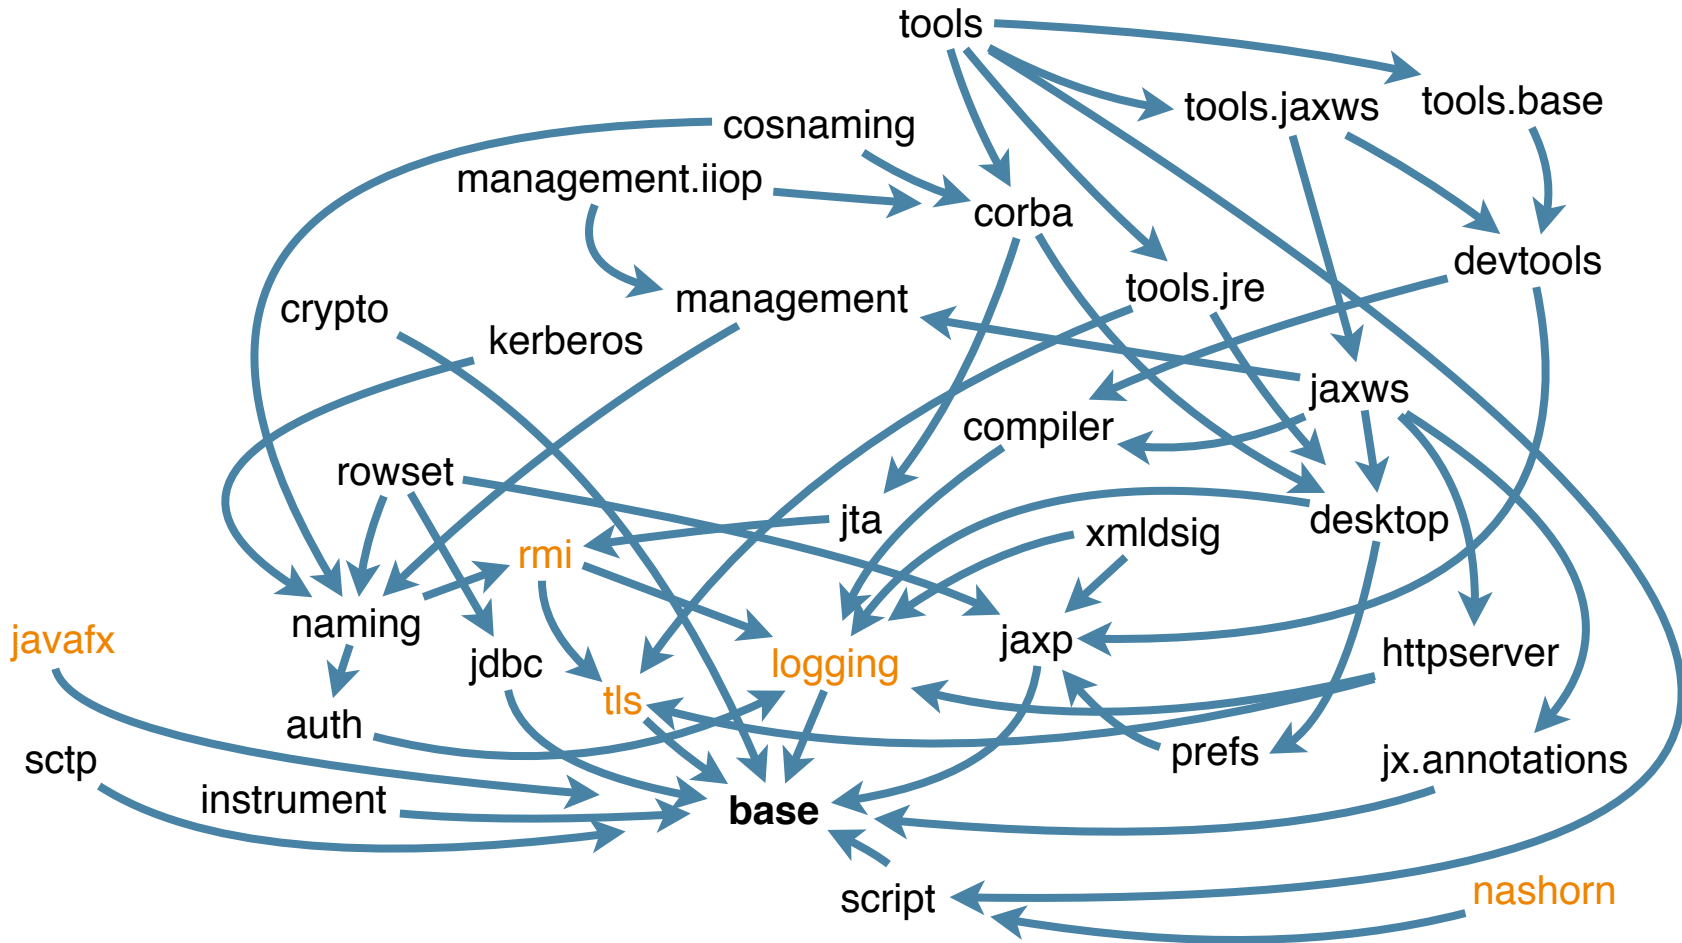 tools
tools.jaxws
tools.base
cosnaming
management.iiop
corba
devtools
tools.jre
management
crypto
kerberos
jaxws
compiler
rowset
jta
xmldsig
desktop
rmi
naming
javafx
jdbc
logging
jaxp
httpserver
tls
auth
sctp
prefs
jx.annotations
instrument
base
script
nashorn